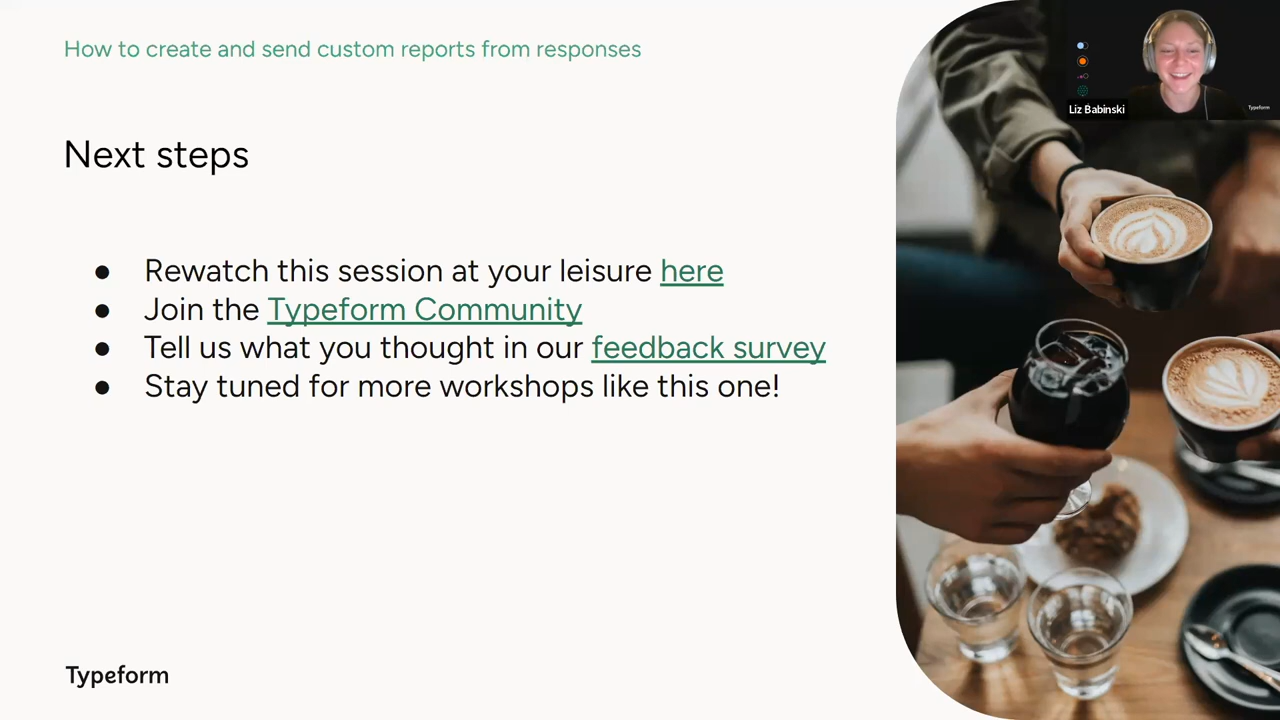 How to create and send custom reports from responses
Liz Babinski
Typeform
Next steps
● Rewatch this session at your leisure here
● Join the Typeform Community
● Tell us what you thought in our feedback survey
● Stay tuned for more workshops like this one!
Typeform